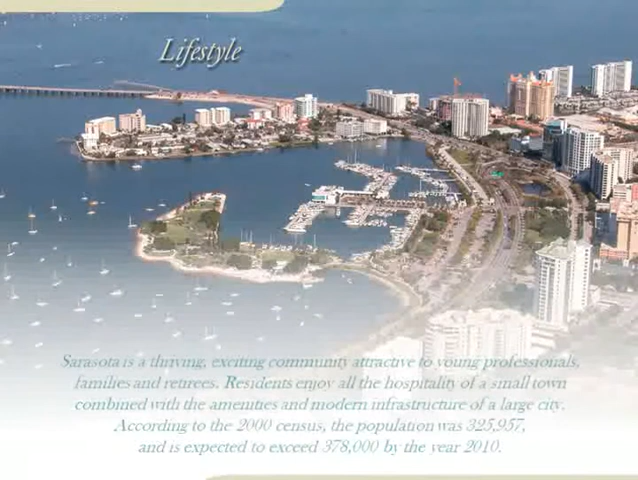 Lifestyle
Sarasota is a thriving, exciting community attractive to young professionals,
families and retirees. Residents enjoy all the hospitality of a small town
combined with the amenities and modern infrastructure of a large city.
According to the 2000 census, the population was 325,957,
and is expected to exceed 378,000 by the year 2010.